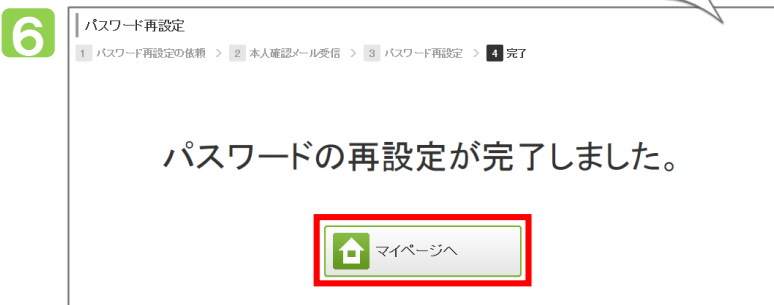 6
パスワード再設定
1 パスワード再設定の依頼 > 2 本人確認メール受信 > 3 パスワード再設定 > 4 完了
パスワードの再設定が完了しました。
マイページへ